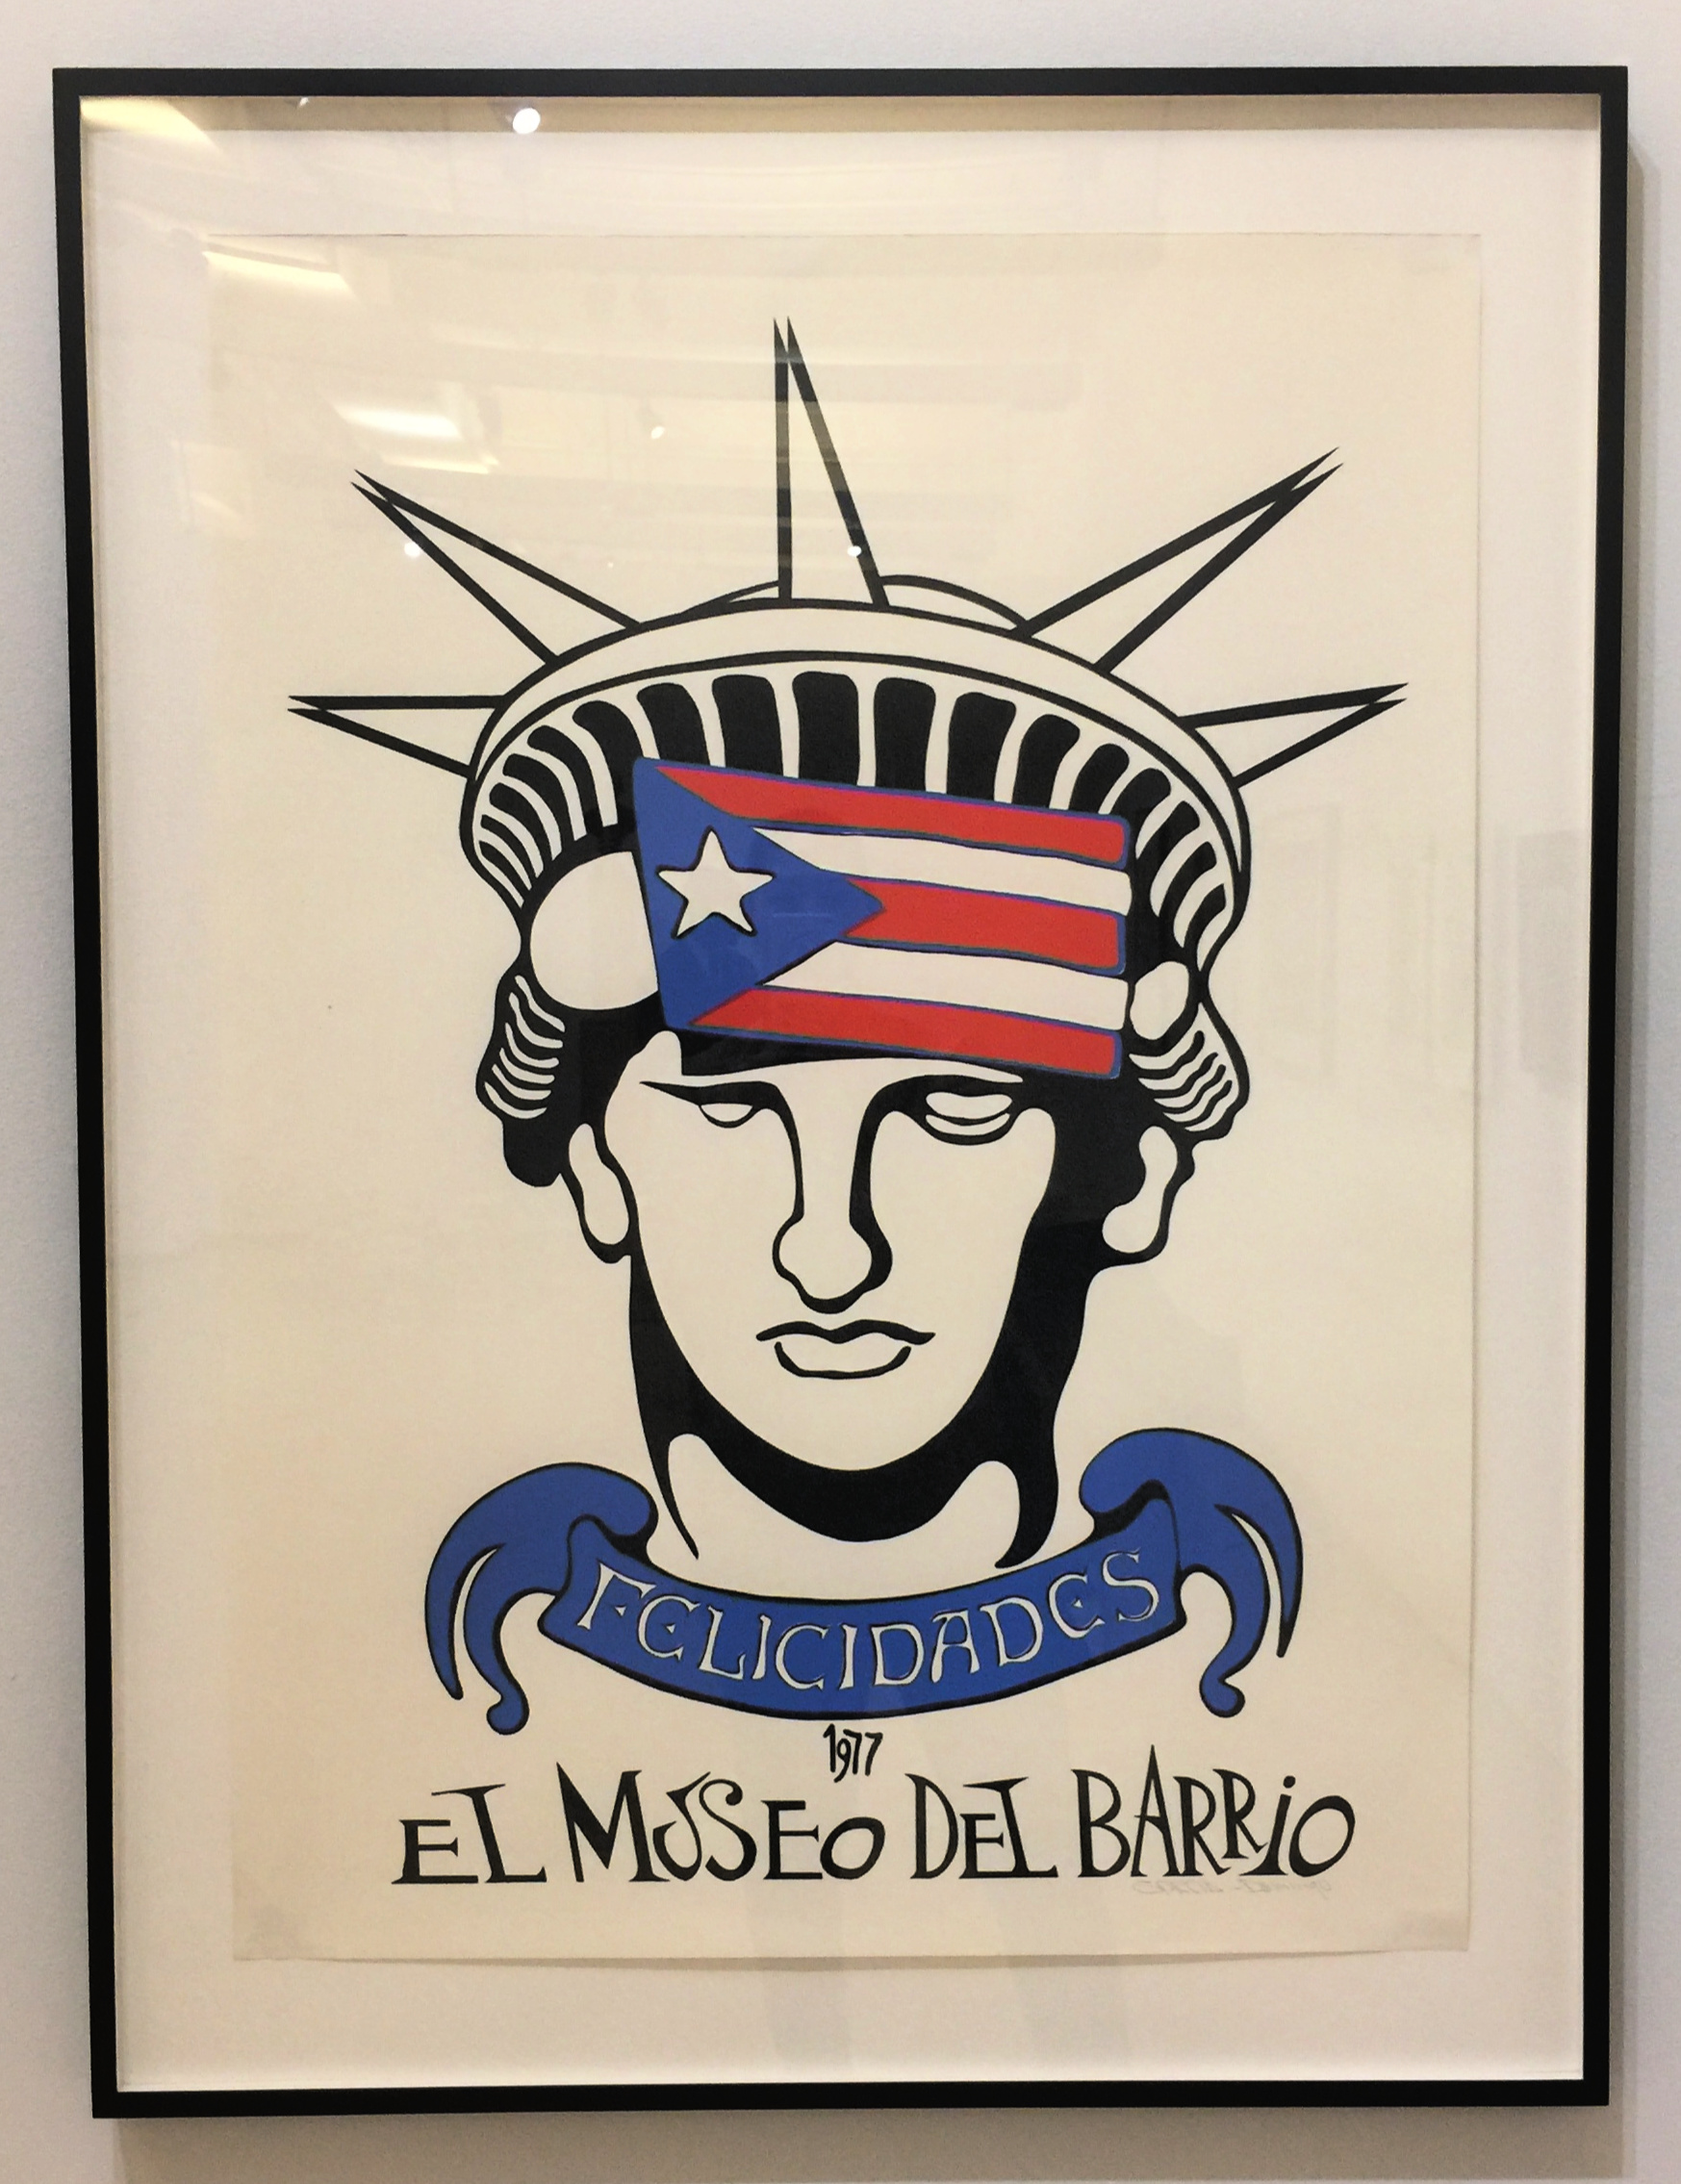 FELICIDADES
1977
EL MUSEO DEL BARRiO